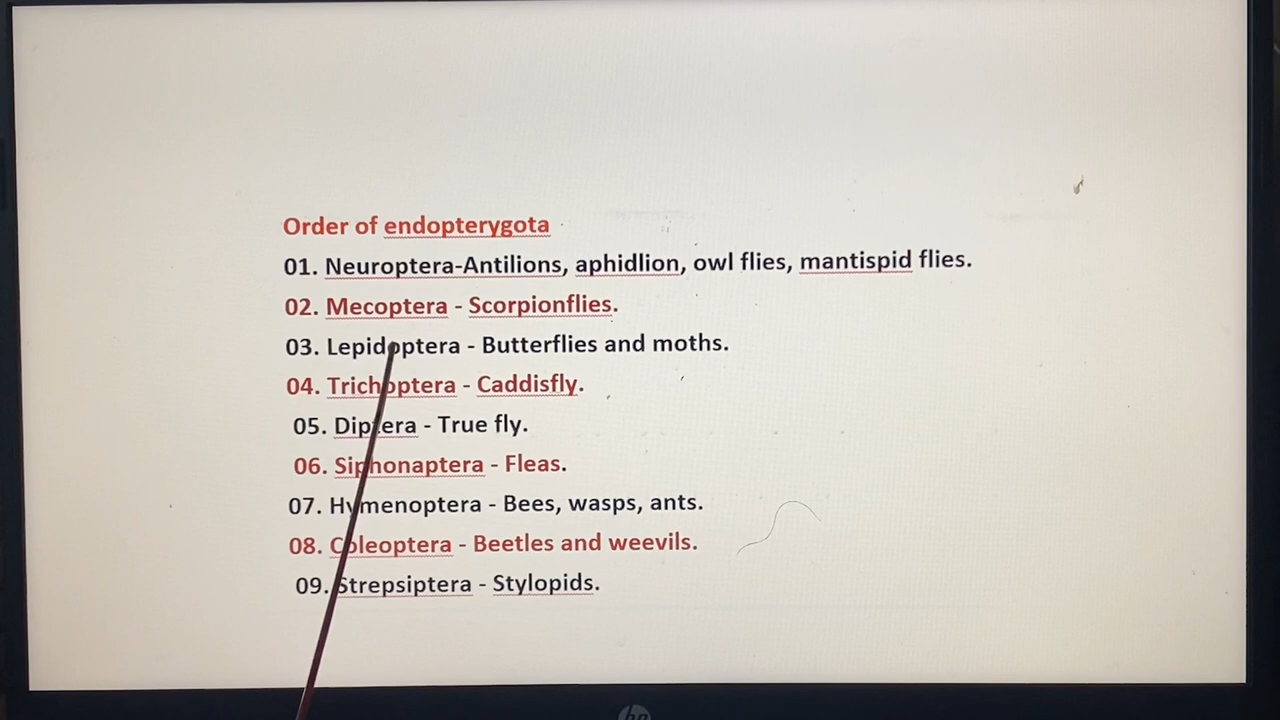 Order of endopterygota
01. Neuroptera-Antilions, aphidlion, owl flies, mantispid flies.
02. Mecoptera - Scorpionflies.
03. Lepidoptera - Butterflies and moths.
04. Trichoptera - Caddisfly.
05. Diptera - True fly.
06. Siphonaptera - Fleas.
07. Hymenoptera - Bees, wasps, ants.
08. Coleoptera - Beetles and weevils.
09. Strepsiptera - Stylopids.
hp